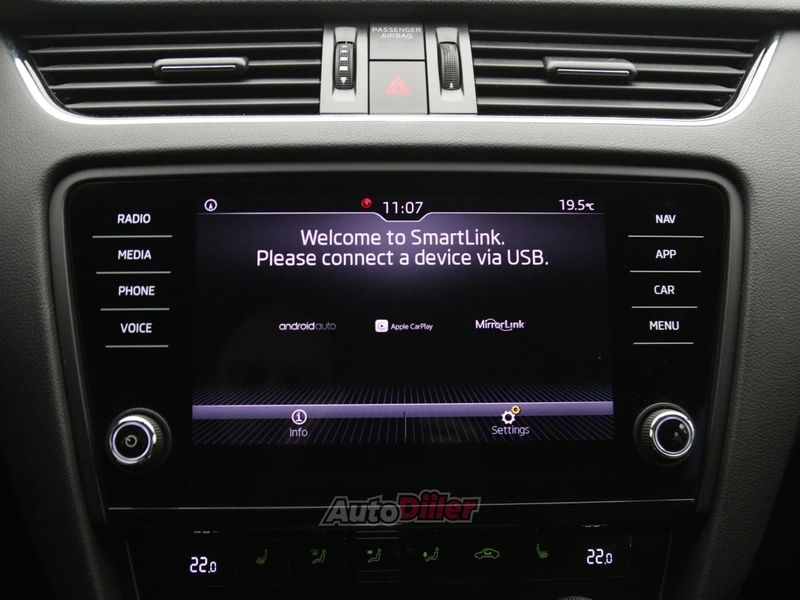 PASSENGER
AIRBAG
RADIO
MEDIA
PHONE
VOICE
11:07
19.5°C
Welcome to SmartLink.
Please connect a device via USB.
androidauto
Apple CarPlay
MirrorLink
Info
Settings
NAV
APP
CAR
MENU
AutoDiiler
22.0
22.0